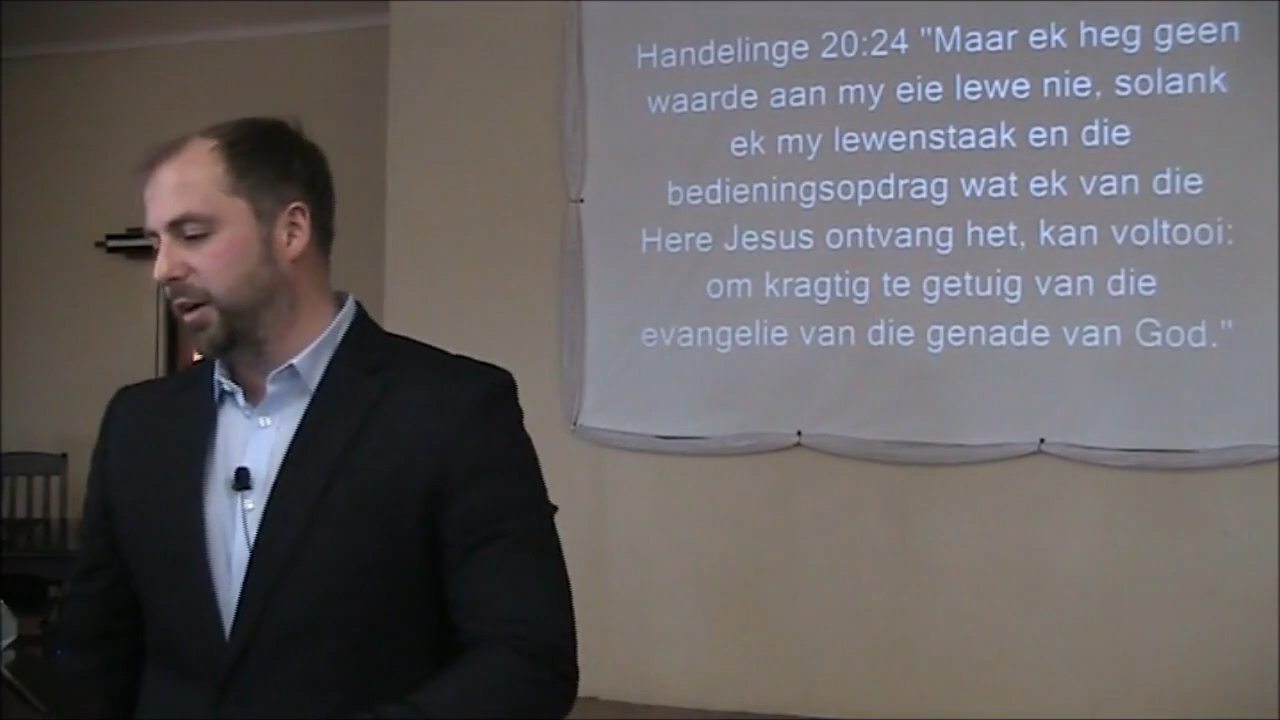 Handelinge 20:24 "Maar ek heg geen
waarde aan my eie lewe nie, solank
ek my lewenstaak en die
bedieningsopdrag wat ek van die
Here Jesus ontvang het, kan voltooi:
om kragtig te getuig van die
evangelie van die genade van God."